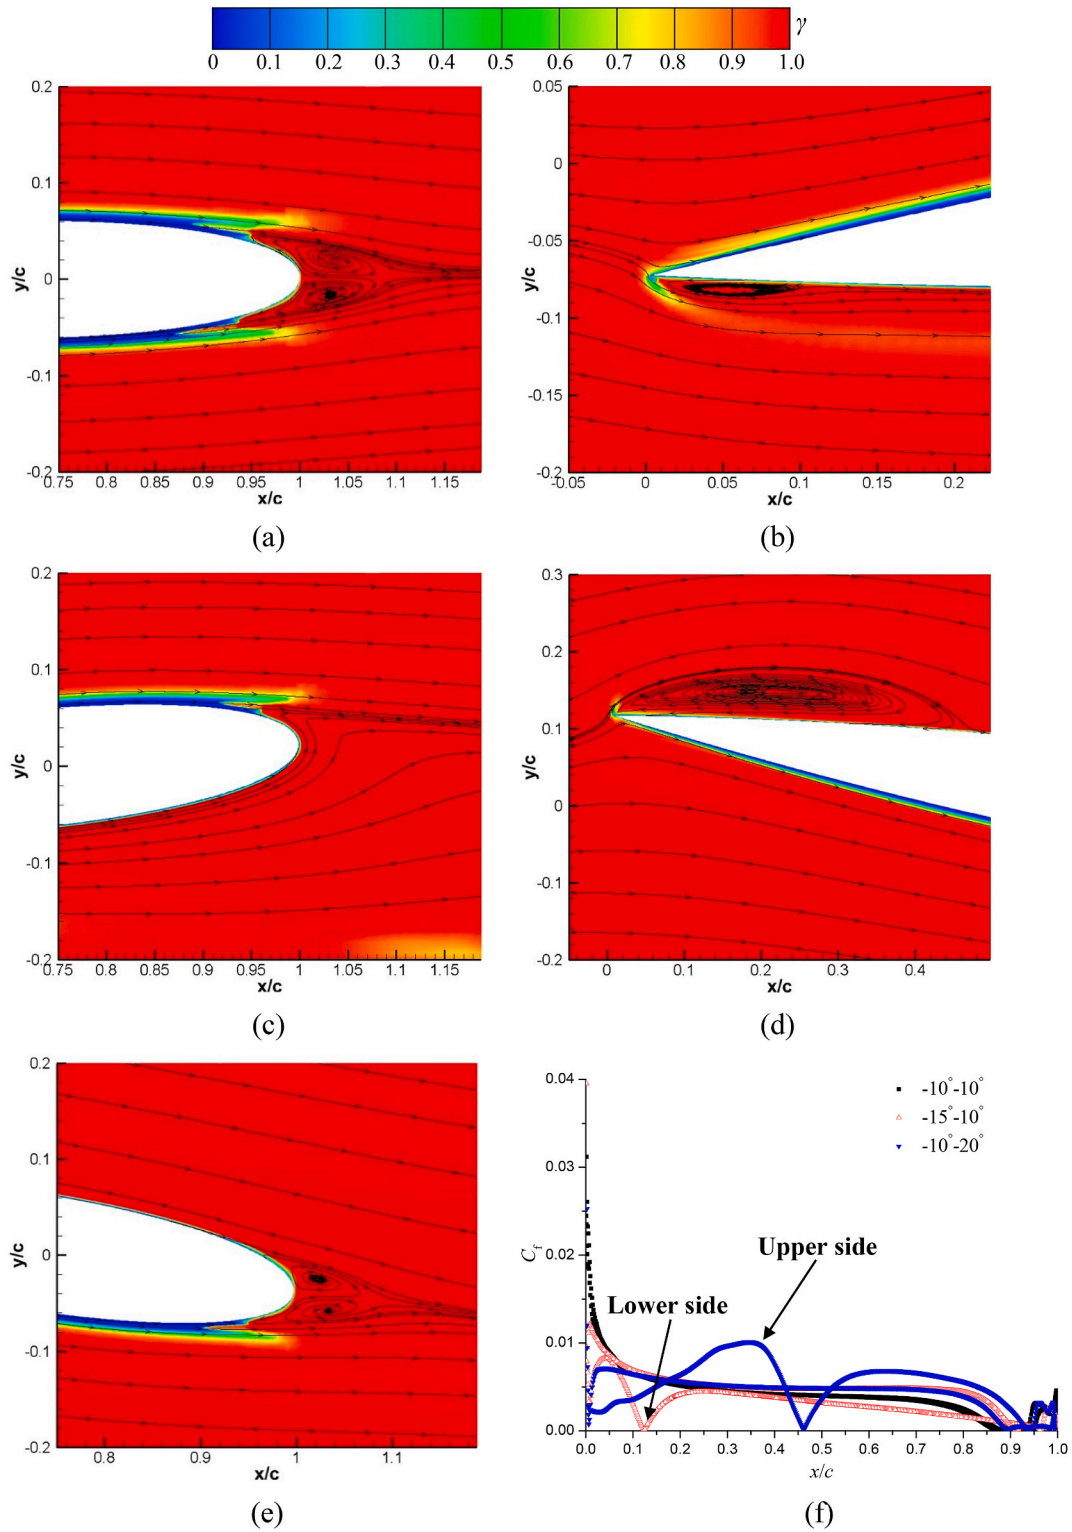 γ
0 0.1 0.2 0.3 0.4 0.5 0.6 0.7 0.8 0.9 1.0
0.2
0.1
0
-0.1
-0.2
y/c
0.75 0.8 0.85 0.9 0.95 1 1.05 1.1 1.15
x/c
(a)
0.05
0
-0.05
-0.1
-0.15
-0.2
y/c
-0.05 0 0.05 0.1 0.15 0.2
x/c
(b)
0.2
0.1
0
-0.1
-0.2
y/c
0.75 0.8 0.85 0.9 0.95 1 1.05 1.1 1.15
x/c
(c)
0.3
0.2
0.1
0
-0.1
-0.2
y/c
0 0.1 0.2 0.3 0.4
x/c
(d)
0.2
0.1
0
-0.1
-0.2
y/c
0.8 0.9 1 1.1
x/c
(e)
0.04
0.03
0.02
0.01
0.00
Cf
-10°-10°
-15°-10°
-10°-20°
Upper side
Lower side
0.0 0.1 0.2 0.3 0.4 0.5 0.6 0.7 0.8 0.9 1.0
x/c
(f)